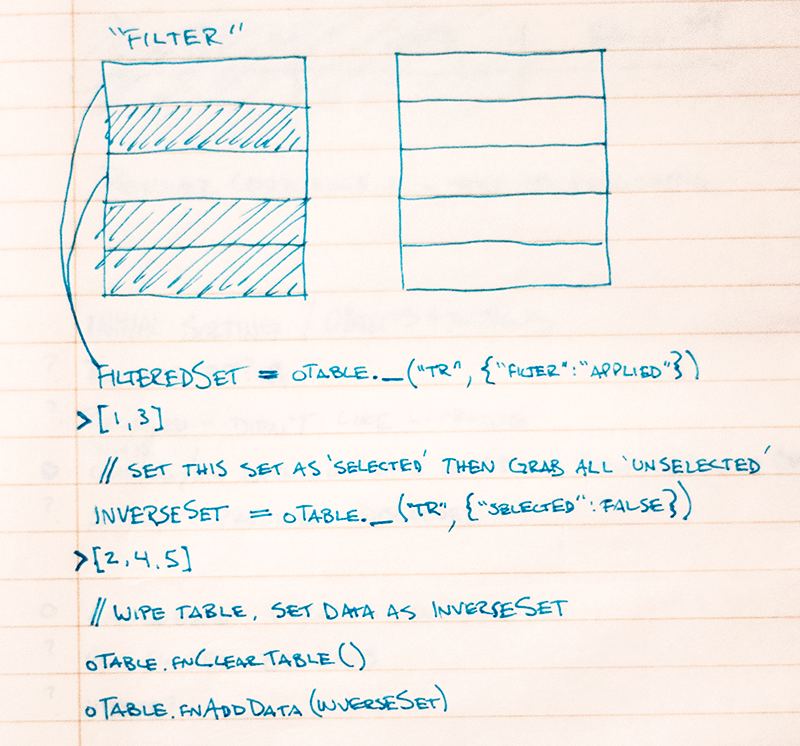 "FILTER"
FILTEREDSET = oTABLE._("TR", {"FILTER":"APPLIED"})
>[1,3]
// SET THIS SET AS 'SELECTED' THEN GRAB ALL 'UNSELECTED'
INVERSESET = oTABLE._("TR", {"SELECTED":FALSE})
>[2,4,5]
// WIPE TABLE, SET DATA AS INVERSESET
oTABLE.FNCLEARTABLE()
oTABLE.FNADDDATA(INVERSESET)